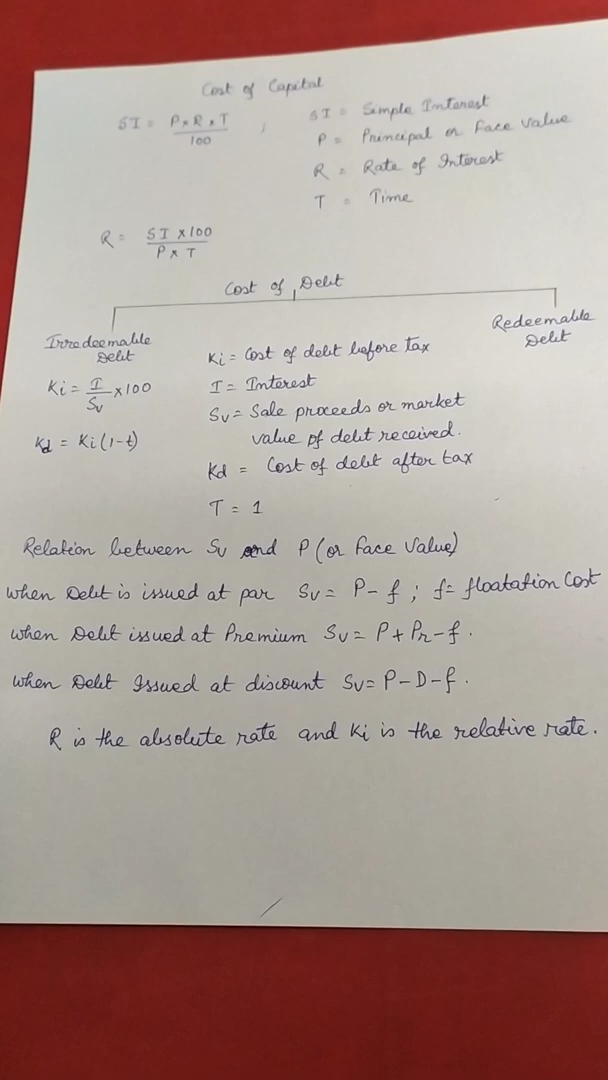 Cost of Capital
SI = P x R x T / 100 ; SI = Simple Interest
P = Principal or Face Value
R = Rate of Interest
T = Time
R = SI x 100 / P x T
Cost of Debt
Irredeemable Debt
Redeemable Debt
Ki = I / Sv x 100
Kd = Ki (1-t)
Ki = Cost of debt before tax
I = Interest
Sv = Sale proceeds or market
value of debt received.
Kd = Cost of debt after tax
T = 1
Relation between Sv and P (or Face Value)
when Debt is issued at par Sv = P - f ; f = floatation Cost
when Debt issued at Premium Sv = P + Pr - f.
when Debt Issued at discount Sv = P - D - f.
R is the absolute rate and Ki is the relative rate.